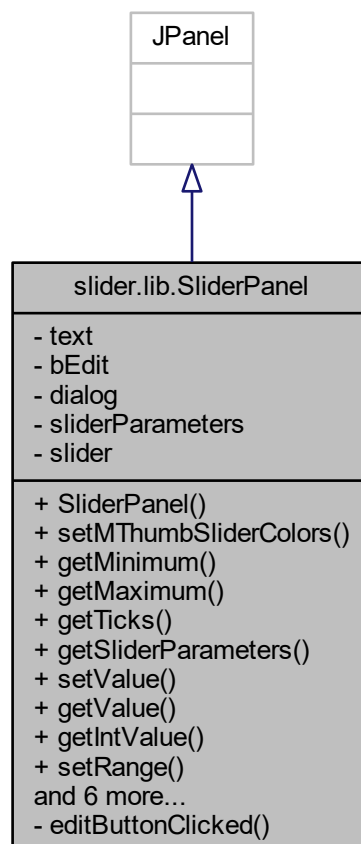 JPanel
slider.lib.SliderPanel
- text
- bEdit
- dialog
- sliderParameters
- slider
+ SliderPanel()
+ setMThumbSliderColors()
+ getMinimum()
+ getMaximum()
+ getTicks()
+ getSliderParameters()
+ setValue()
+ getValue()
+ getIntValue()
+ setRange()
and 6 more...
- editButtonClicked()